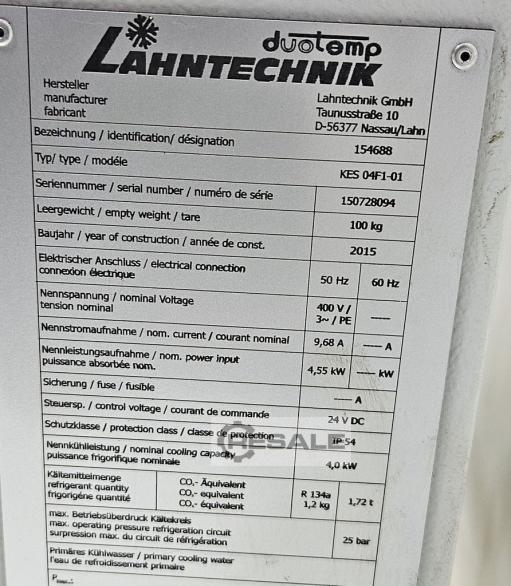 duotemp
LAHNTECHNIK
Hersteller
manufacturer
fabricant
Lahntechnik GmbH
Taunusstraße 10
D-56377 Nassau/Lahn
Bezeichnung / identification/ désignation 154688
Typ/ type / modéle KES 04F1-01
Seriennummer / serial number / numéro de série 150728094
Leergewicht / empty weight / tare 100 kg
Baujahr / year of construction / année de const. 2015
Elektrischer Anschluss / electrical connection
connexion électrique 50 Hz 60 Hz
Nennspannung / nominal Voltage
tension nominal
400 V /
3~ / PE
Nennstromaufnahme / nom. current / courant nominal 9,68 A — A
Nennleistungsaufnahme / nom. power input
puissance absorbée nom. 4,55 kW — kW
Sicherung / fuse / fusible — A
Steuersp. / control voltage / courant de commande 24 V DC
Schutzklasse / protection class / classe de protection IP 54
RESALE
Nennkühlleistung / nominal cooling capacity
puissance frigorifique nominale 4,0 kW
Kältemittelmenge
refrigerant quantity
frigorigéne quantité
CO₂- Äquivalent
CO₂- equivalent
CO₂- équivalent
R 134a
1,2 kg
1,72 t
max. Betriebsüberdruck Kältekreis
max. operating pressure refrigeration circuit
surpression max. du circuit de réfrigération 25 bar
Primäres Kühlwasser / primary cooling water
l'eau de refroidissement primaire